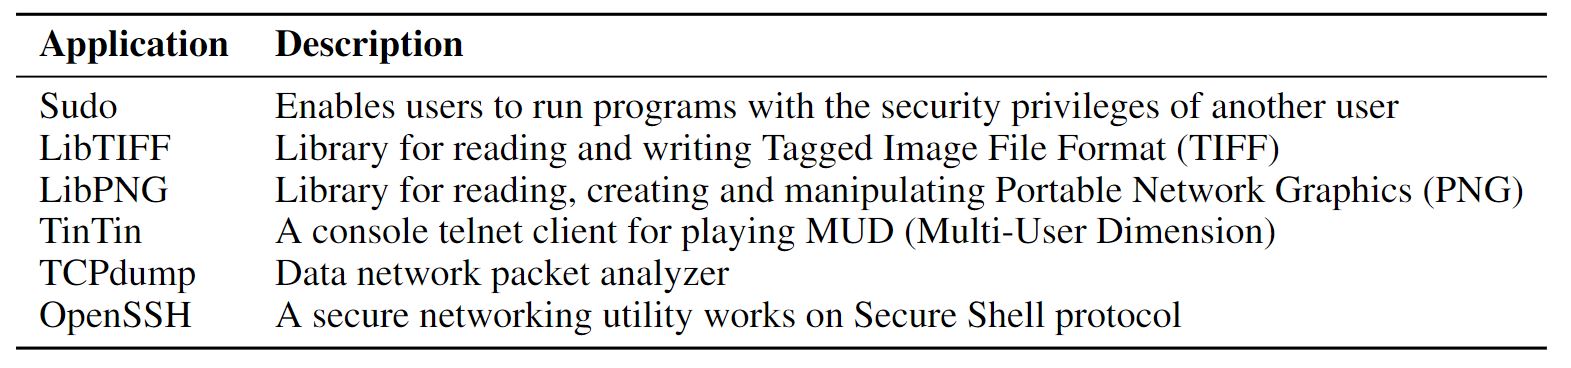 Application Description
Sudo Enables users to run programs with the security privileges of another user
LibTIFF Library for reading and writing Tagged Image File Format (TIFF)
LibPNG Library for reading, creating and manipulating Portable Network Graphics (PNG)
TinTin A console telnet client for playing MUD (Multi-User Dimension)
TCPdump Data network packet analyzer
OpenSSH A secure networking utility works on Secure Shell protocol